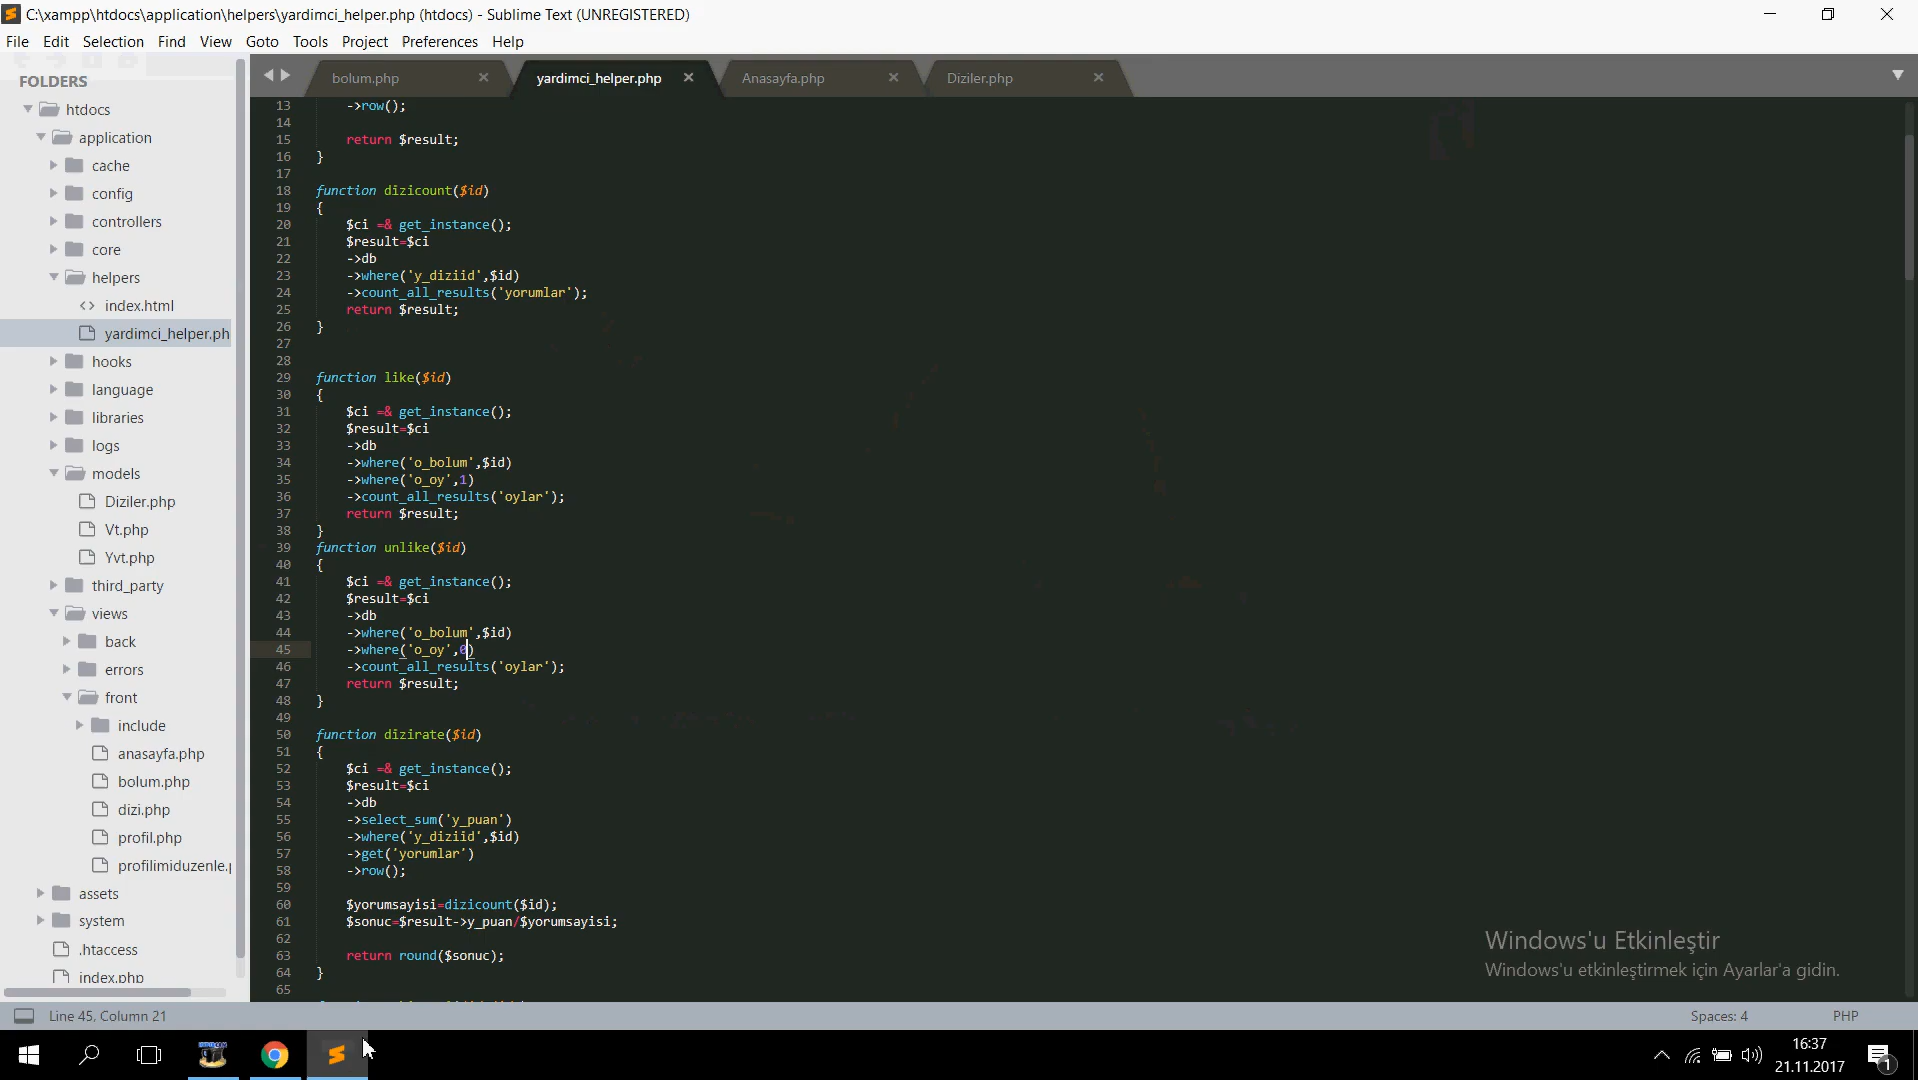 C:\xampp\htdocs\application\helpers\yardimci_helper.php (htdocs) - Sublime Text (UNREGISTERED)
File Edit Selection Find View Goto Tools Project Preferences Help
FOLDERS
htdocs
application
cache
config
controllers
core
helpers
index.html
yardimci_helper.ph
hooks
language
libraries
logs
models
Diziler.php
Vt.php
Yvt.php
third_party
views
back
errors
front
include
anasayfa.php
bolum.php
dizi.php
profil.php
profilimiduzenle.
assets
system
.htaccess
index.php
bolum.php yardimci_helper.php Anasayfa.php Diziler.php
13 ->row();
14
15 return $result;
16 }
17
18 function dizicount($id)
19 {
20 $ci =& get_instance();
21 $result=$ci
22 ->db
23 ->where('y_diziid',$id)
24 ->count_all_results('yorumlar');
25 return $result;
26 }
27
28
29 function like($id)
30 {
31 $ci =& get_instance();
32 $result=$ci
33 ->db
34 ->where('o_bolum',$id)
35 ->where('o_oy',1)
36 ->count_all_results('oylar');
37 return $result;
38 }
39 function unlike($id)
40 {
41 $ci =& get_instance();
42 $result=$ci
43 ->db
44 ->where('o_bolum',$id)
45 ->where('o_oy',0)
46 ->count_all_results('oylar');
47 return $result;
48 }
49
50 function dizirate($id)
51 {
52 $ci =& get_instance();
53 $result=$ci
54 ->db
55 ->select_sum('y_puan')
56 ->where('y_diziid',$id)
57 ->get('yorumlar')
58 ->row();
59
60 $yorumsayisi=dizicount($id);
61 $sonuc=$result->y_puan/$yorumsayisi;
62
63 return round($sonuc);
64 }
65
Windows'u Etkinleştir
Windows'u etkinleştirmek için Ayarlar'a gidin.
Line 45, Column 21 Spaces: 4 PHP
16:37
21.11.2017
1